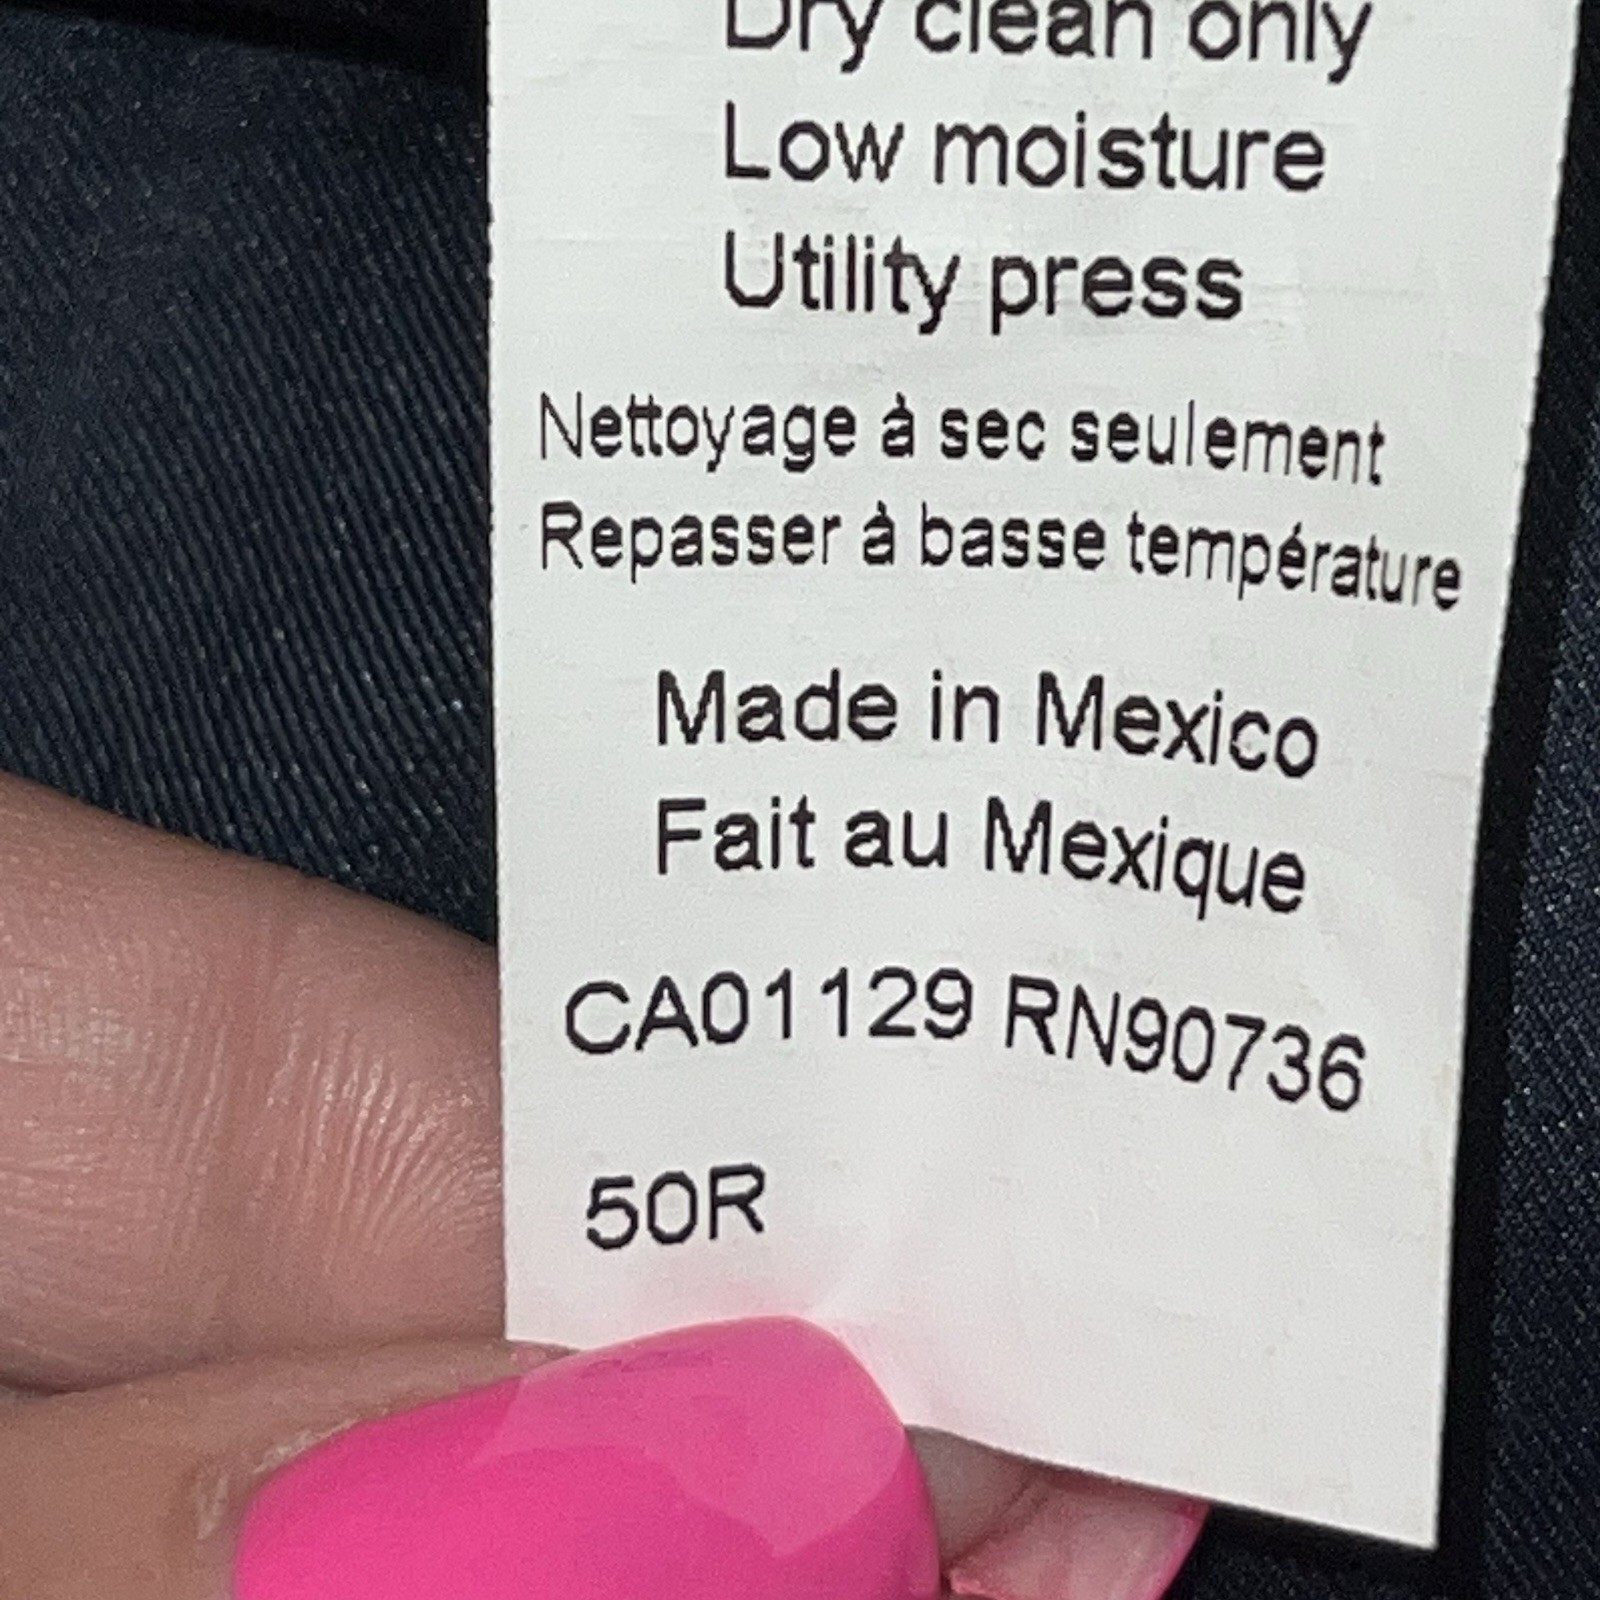 Dry clean only
Low moisture
Utility press
Nettoyage à sec seulement
Repasser à basse température
Made in Mexico
Fait au Mexique
CA01129 RN90736
50R